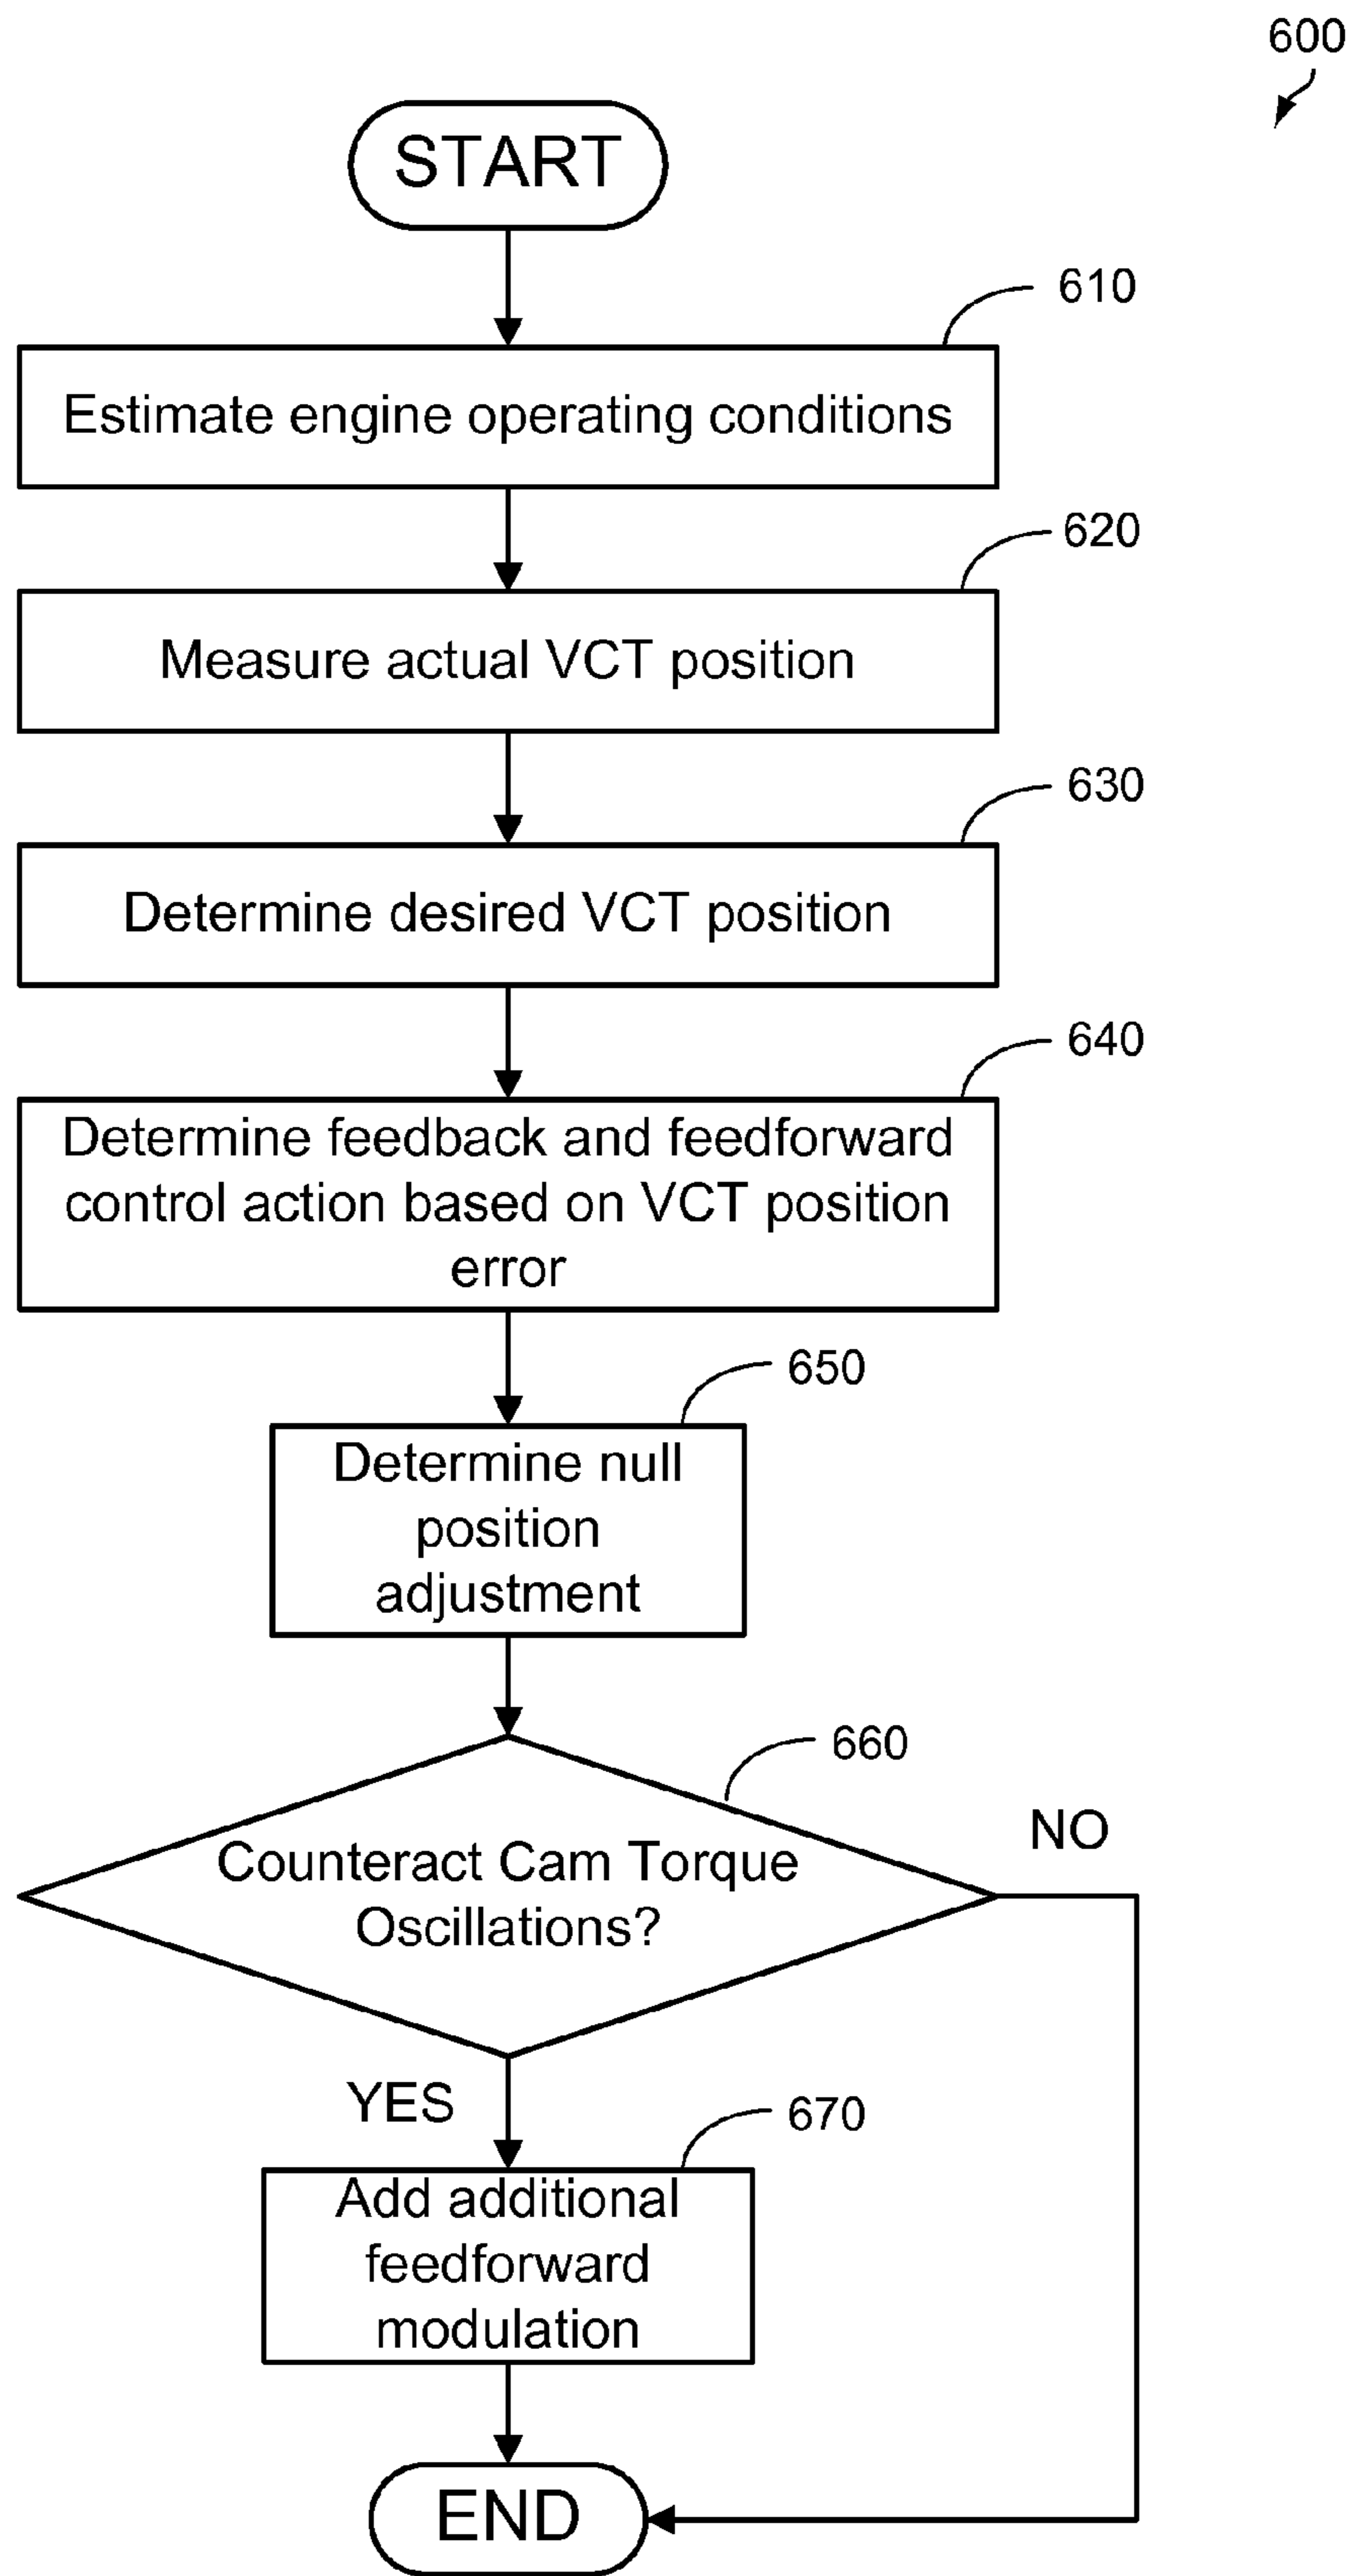 600
START
610
Estimate engine operating conditions
620
Measure actual VCT position
630
Determine desired VCT position
640
Determine feedback and feedforward
control action based on VCT position
error
650
Determine null
position
adjustment
660
Counteract Cam Torque
Oscillations?
NO
YES
670
Add additional
feedforward
modulation
END